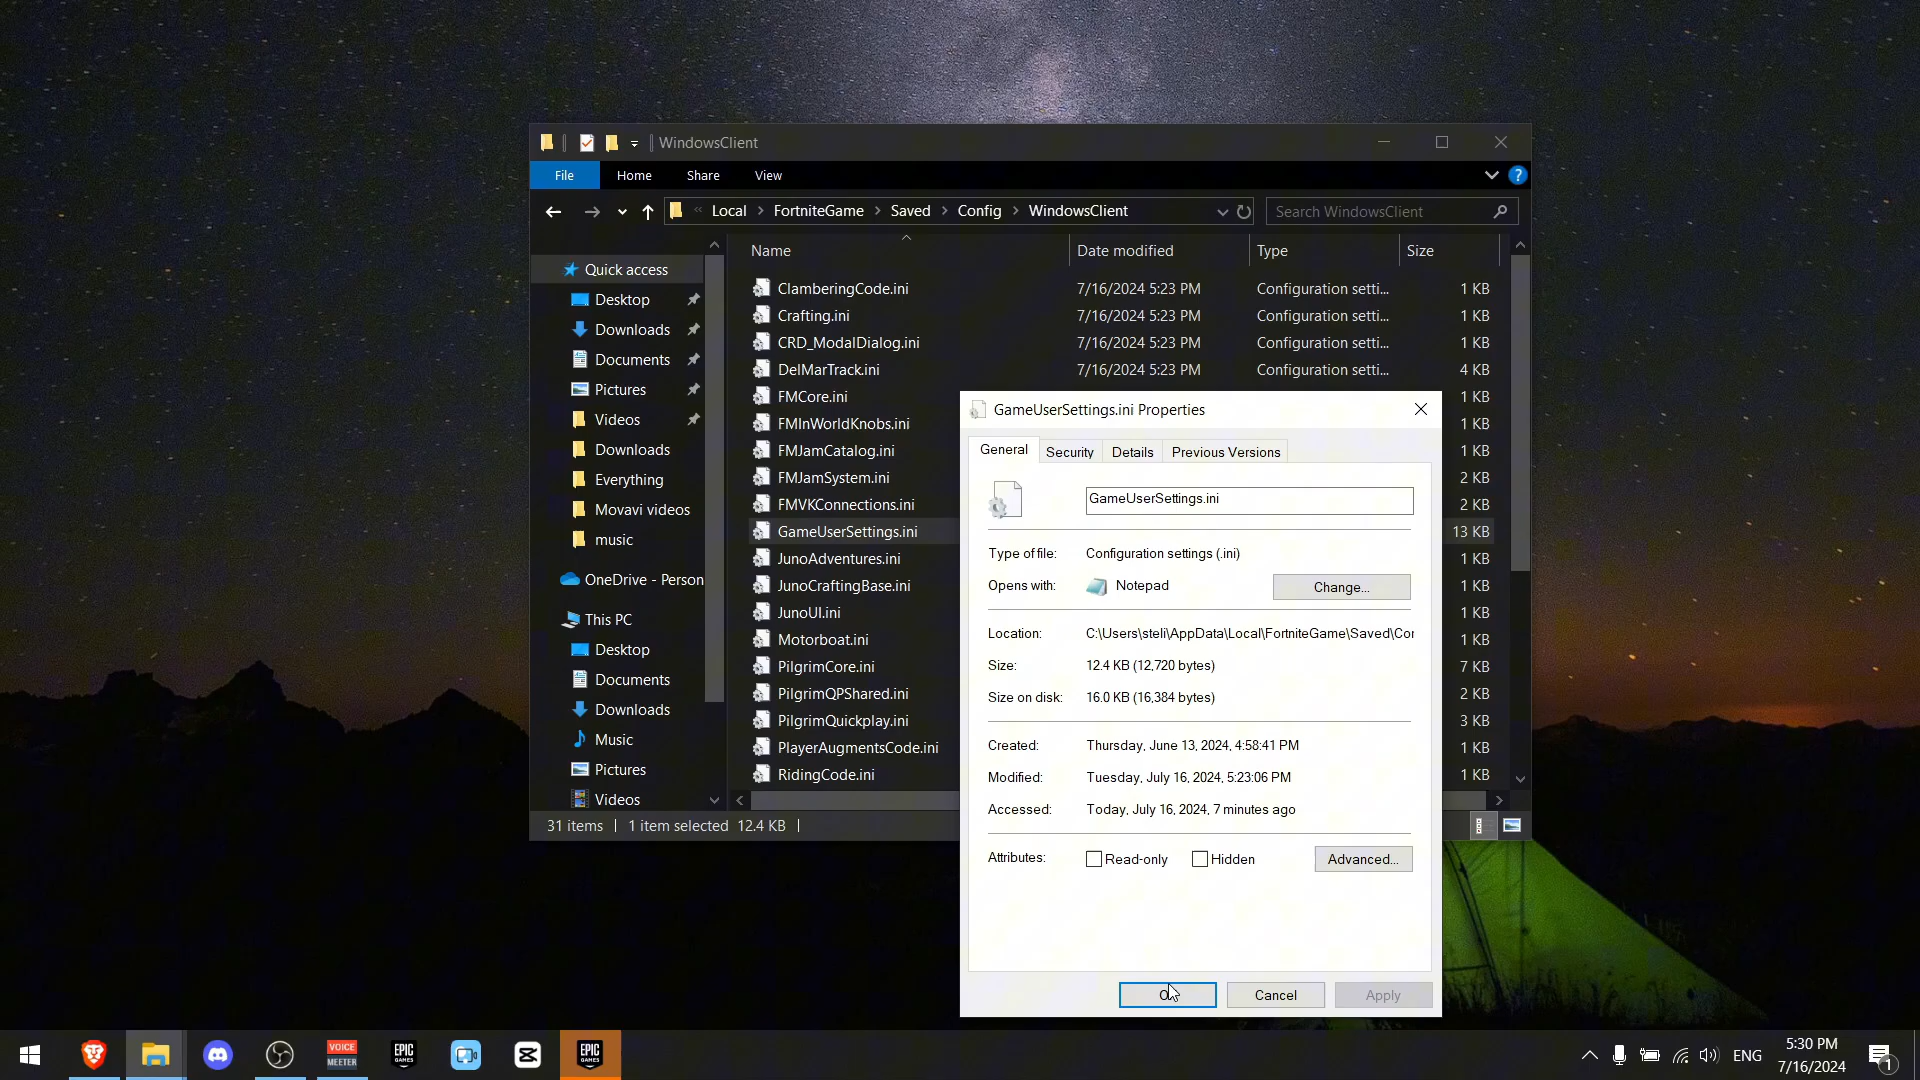 WindowsClient
File Home Share View
« Local > FortniteGame > Saved > Config > WindowsClient
Search WindowsClient
Name Date modified Type Size
Quick access
Desktop
Downloads
Documents
Pictures
Videos
Downloads
Everything
Movavi videos
music
OneDrive - Person
This PC
Desktop
Documents
Downloads
Music
Pictures
Videos
ClamberingCode.ini 7/16/2024 5:23 PM Configuration setti... 1 KB
Crafting.ini 7/16/2024 5:23 PM Configuration setti... 1 KB
CRD_ModalDialog.ini 7/16/2024 5:23 PM Configuration setti... 1 KB
DelMarTrack.ini 7/16/2024 5:23 PM Configuration setti... 4 KB
FMCore.ini 1 KB
FMInWorldKnobs.ini 1 KB
FMJamCatalog.ini 1 KB
FMJamSystem.ini 2 KB
FMVKConnections.ini 2 KB
GameUserSettings.ini 13 KB
JunoAdventures.ini 1 KB
JunoCraftingBase.ini 1 KB
JunoUI.ini 1 KB
Motorboat.ini 1 KB
PilgrimCore.ini 7 KB
PilgrimQPShared.ini 2 KB
PilgrimQuickplay.ini 3 KB
PlayerAugmentsCode.ini 1 KB
RidingCode.ini 1 KB
31 items 1 item selected 12.4 KB
GameUserSettings.ini Properties
General Security Details Previous Versions
GameUserSettings.ini
Type of file: Configuration settings (.ini)
Opens with: Notepad Change...
Location: C:\Users\steli\AppData\Local\FortniteGame\Saved\Cor
Size: 12.4 KB (12,720 bytes)
Size on disk: 16.0 KB (16,384 bytes)
Created: Thursday, June 13, 2024, 4:58:41 PM
Modified: Tuesday, July 16, 2024, 5:23:06 PM
Accessed: Today, July 16, 2024, 7 minutes ago
Attributes: Read-only Hidden Advanced...
Cancel Apply
VOICE
MEETER
EPIC
GAMES
EPIC
GAMES
ENG
5:30 PM
7/16/2024
1